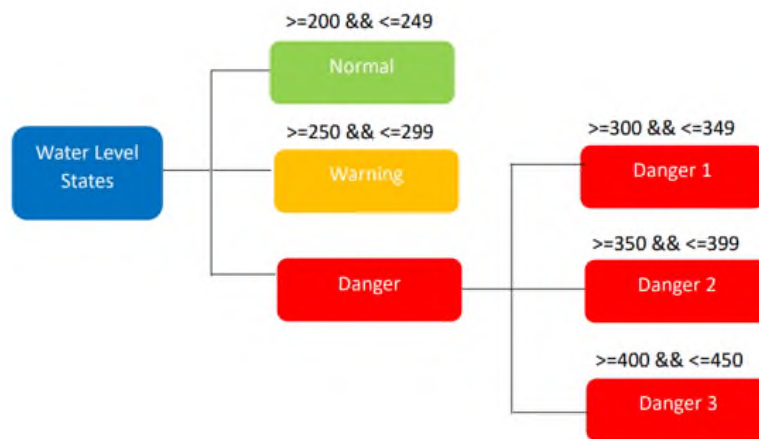 >=200 && <=249
Normal
>=250 && <=299
Warning
Water Level
States
Danger
>=300 && <=349
Danger 1
>=350 && <=399
Danger 2
>=400 && <=450
Danger 3